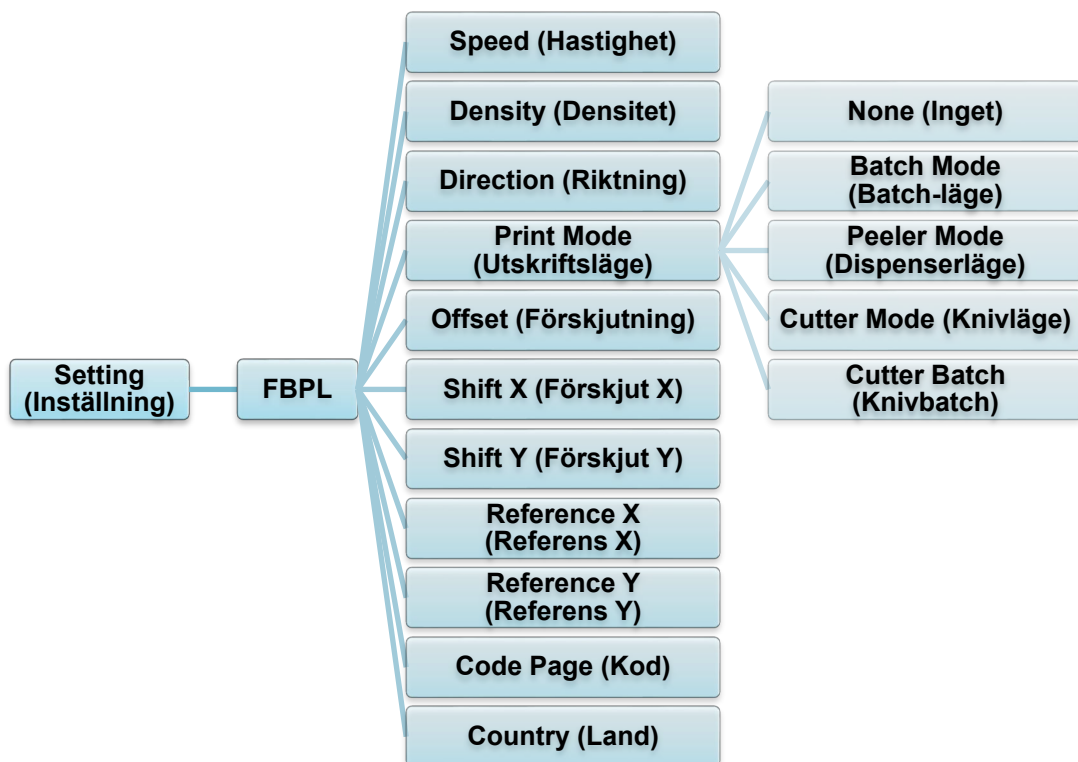 Setting
(Inställning)
FBPL
Speed (Hastighet)
Density (Densitet)
Direction (Riktning)
Print Mode
(Utskriftsläge)
Offset (Förskjutning)
Shift X (Förskjut X)
Shift Y (Förskjut Y)
Reference X
(Referens X)
Reference Y
(Referens Y)
Code Page (Kod)
Country (Land)
None (Inget)
Batch Mode
(Batch-läge)
Peeler Mode
(Dispenserläge)
Cutter Mode (Knivläge)
Cutter Batch
(Knivbatch)